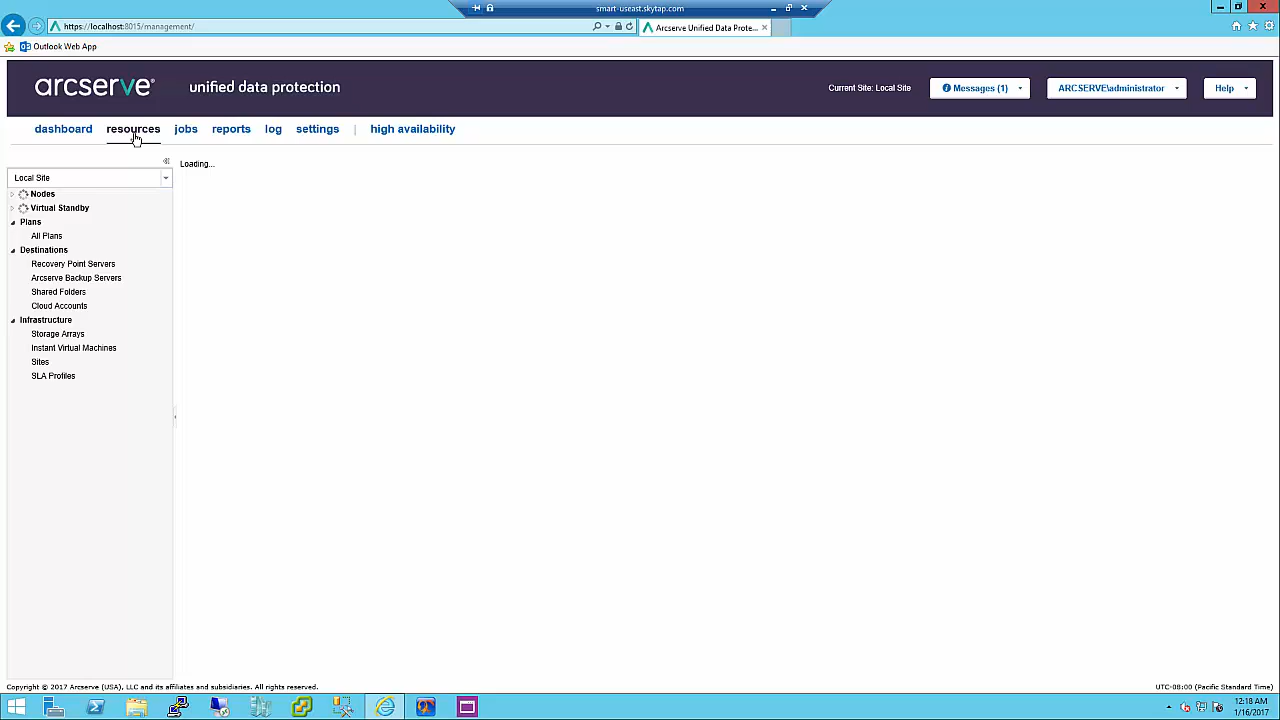 smart-useast.skytap.com
https://localhost:8015/management/
Arcserve Unified Data Prote...
Outlook Web App
arcserve®
unified data protection
Current Site: Local Site
Messages (1)
ARCSERVE\administrator
Help
dashboard
resources
jobs
reports
log
settings
|
high availability
Local Site
Loading...
Nodes
Virtual Standby
Plans
All Plans
Destinations
Recovery Point Servers
Arcserve Backup Servers
Shared Folders
Cloud Accounts
Infrastructure
Storage Arrays
Instant Virtual Machines
Sites
SLA Profiles
Copyright © 2017 Arcserve (USA), LLC and its affiliates and subsidiaries. All rights reserved.
UTC-08:00 (Pacific Standard Time)
12:18 AM
1/16/2017